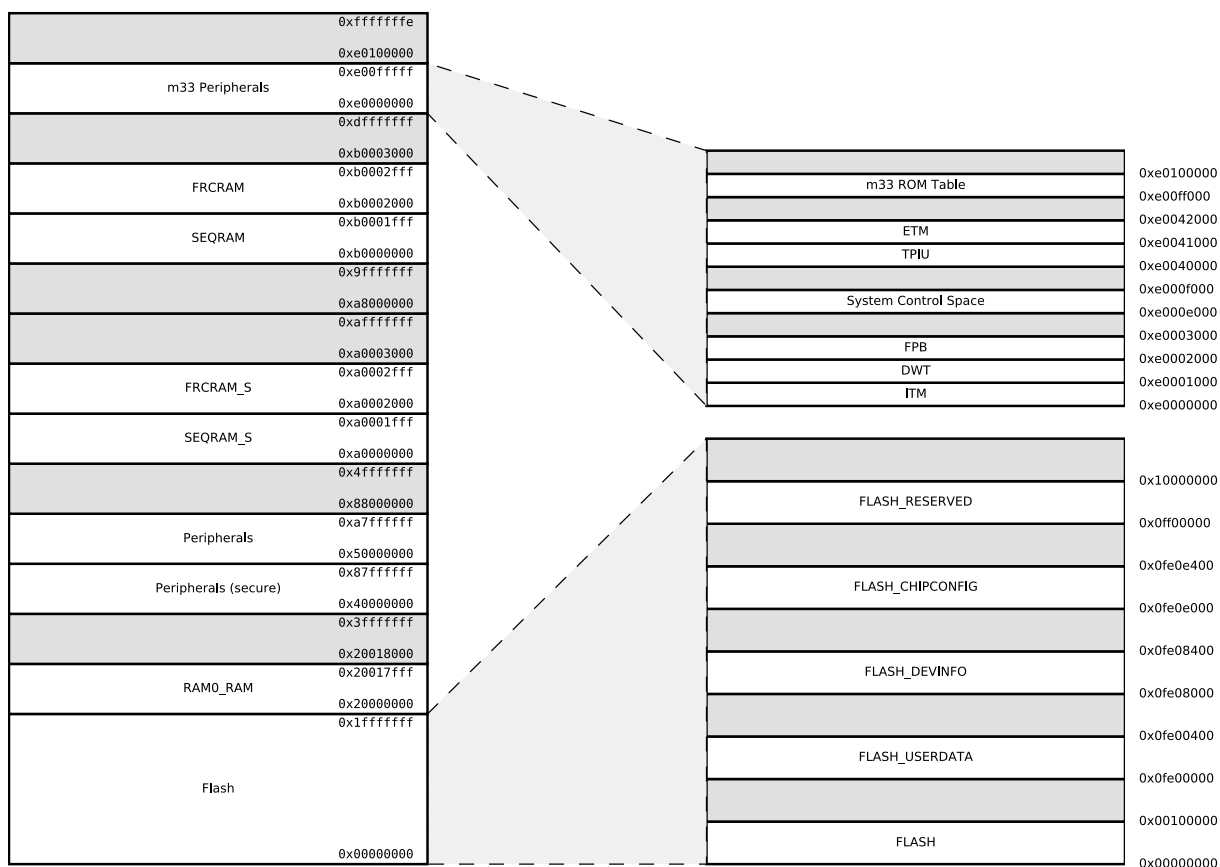 0xfffffffe
0xe0100000
0xe00fffff
m33 Peripherals
0xe0000000
0xdfffffff
0xb0003000
0xb0002fff
FRCRAM
0xb0002000
0xb0001fff
SEQRAM
0xb0000000
0x9fffffff
0xa8000000
0xafffffff
0xa0003000
0xa0002fff
FRCRAM_S
0xa0002000
0xa0001fff
SEQRAM_S
0xa0000000
0x4fffffff
0x88000000
0xa7ffffff
Peripherals
0x50000000
0x87ffffff
Peripherals (secure)
0x40000000
0x3fffffff
0x20018000
0x20017fff
RAM0_RAM
0x20000000
0x1fffffff
Flash
0x00000000
0xe0100000
m33 ROM Table
0xe00ff000
0xe0042000
ETM
0xe0041000
TPIU
0xe0040000
0xe000f000
System Control Space
0xe000e000
0xe0003000
FPB
0xe0002000
DWT
0xe0001000
ITM
0xe0000000
0x10000000
FLASH_RESERVED
0x0ff00000
0x0fe0e400
FLASH_CHIPCONFIG
0x0fe0e000
0x0fe08400
FLASH_DEVINFO
0x0fe08000
0x0fe00400
FLASH_USERDATA
0x0fe00000
0x00100000
FLASH
0x00000000